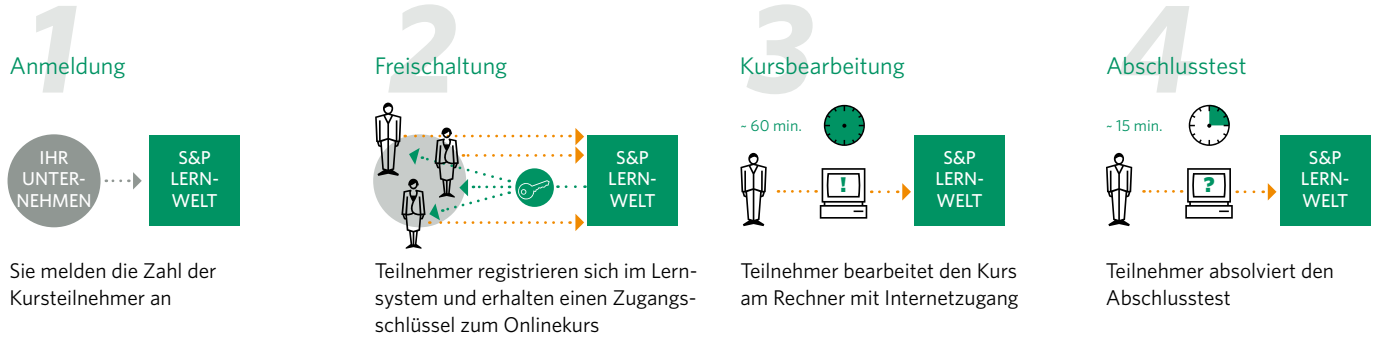 1
Anmeldung
IHR
UNTER-
NEHMEN
S&P
LERN-
WELT
Sie melden die Zahl der
Kursteilnehmer an
2
Freischaltung
S&P
LERN-
WELT
Teilnehmer registrieren sich im Lern-
system und erhalten einen Zugangs-
schlüssel zum Onlinekurs
3
Kursbearbeitung
~ 60 min.
!
S&P
LERN-
WELT
Teilnehmer bearbeitet den Kurs
am Rechner mit Internetzugang
4
Abschlusstest
~ 15 min.
?
S&P
LERN-
WELT
Teilnehmer absolviert den
Abschlusstest